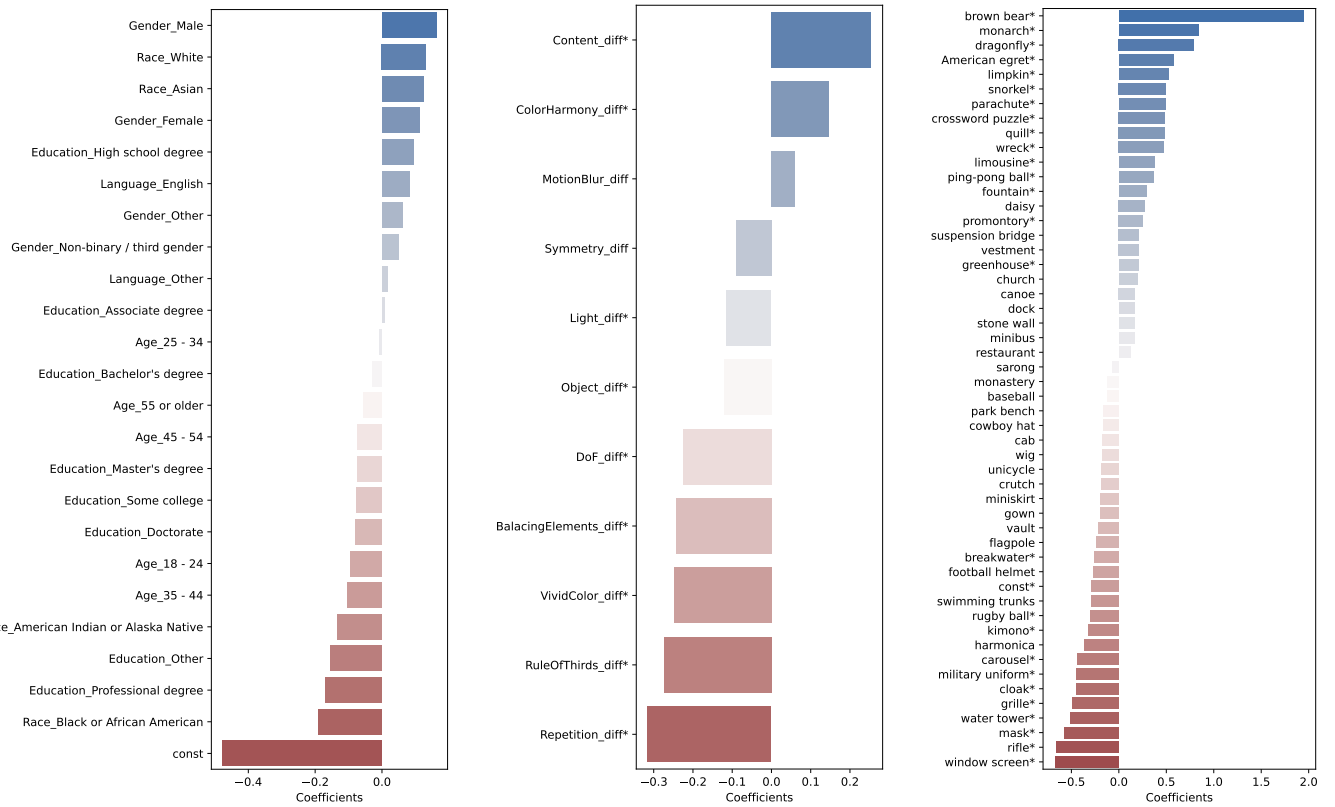 Gender_Male
Race_White
Race_Asian
Gender_Female
Education_High school degree
Language_English
Gender_Other
Gender_Non-binary / third gender
Language_Other
Education_Associate degree
Age_25 - 34
Education_Bachelor's degree
Age_55 or older
Age_45 - 54
Education_Master's degree
Education_Some college
Education_Doctorate
Age_18 - 24
Age_35 - 44
ce_American Indian or Alaska Native
Education_Other
Education_Professional degree
Race_Black or African American
const
−0.4 −0.2 0.0
Coefficients
Content_diff*
ColorHarmony_diff*
MotionBlur_diff
Symmetry_diff
Light_diff*
Object_diff*
DoF_diff*
BalacingElements_diff*
VividColor_diff*
RuleOfThirds_diff*
Repetition_diff*
−0.3 −0.2 −0.1 0.0 0.1 0.2
Coefficients
brown bear*
monarch*
dragonfly*
American egret*
limpkin*
snorkel*
parachute*
crossword puzzle*
quill*
wreck*
limousine*
ping-pong ball*
fountain*
daisy
promontory*
suspension bridge
vestment
greenhouse*
church
canoe
dock
stone wall
minibus
restaurant
sarong
monastery
baseball
park bench
cowboy hat
cab
wig
unicycle
crutch
miniskirt
gown
vault
flagpole
breakwater*
football helmet
const*
swimming trunks
rugby ball*
kimono*
harmonica
carousel*
military uniform*
cloak*
grille*
water tower*
mask*
rifle*
window screen*
−0.5 0.0 0.5 1.0 1.5 2.0
Coefficients